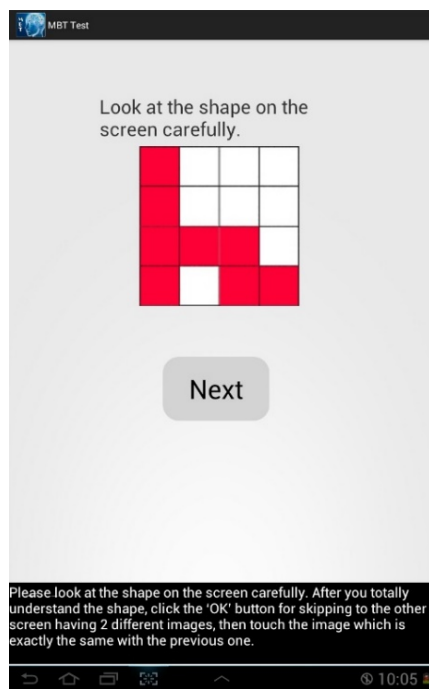 MBT Test
Look at the shape on the
screen carefully.
Next
Please look at the shape on the screen carefully. After you totally
understand the shape, click the 'OK' button for skipping to the other
screen having 2 different images, then touch the image which is
exactly the same with the previous one.
10:05